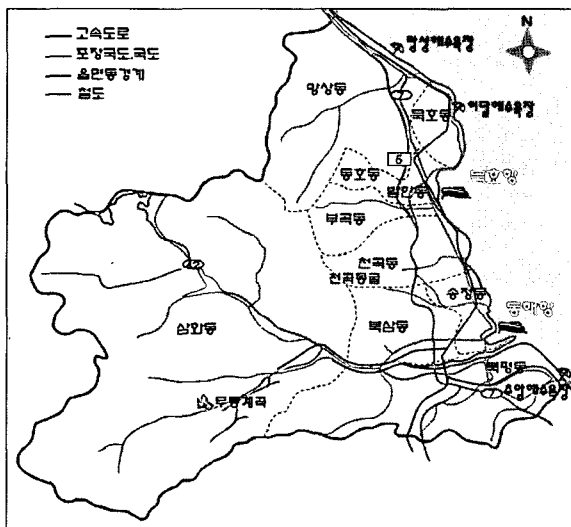 고속도로
포장국도.국도
읍면동경계
철도
N
망상해수욕장
망상동
7
묵호동
어달해수욕장
6
동호동
발한동
묵호항
부곡동
천곡동
천곡동굴
42
송정동
동해항
삼화동
북삼동
북평동
무릉계곡
7
추암해수욕장